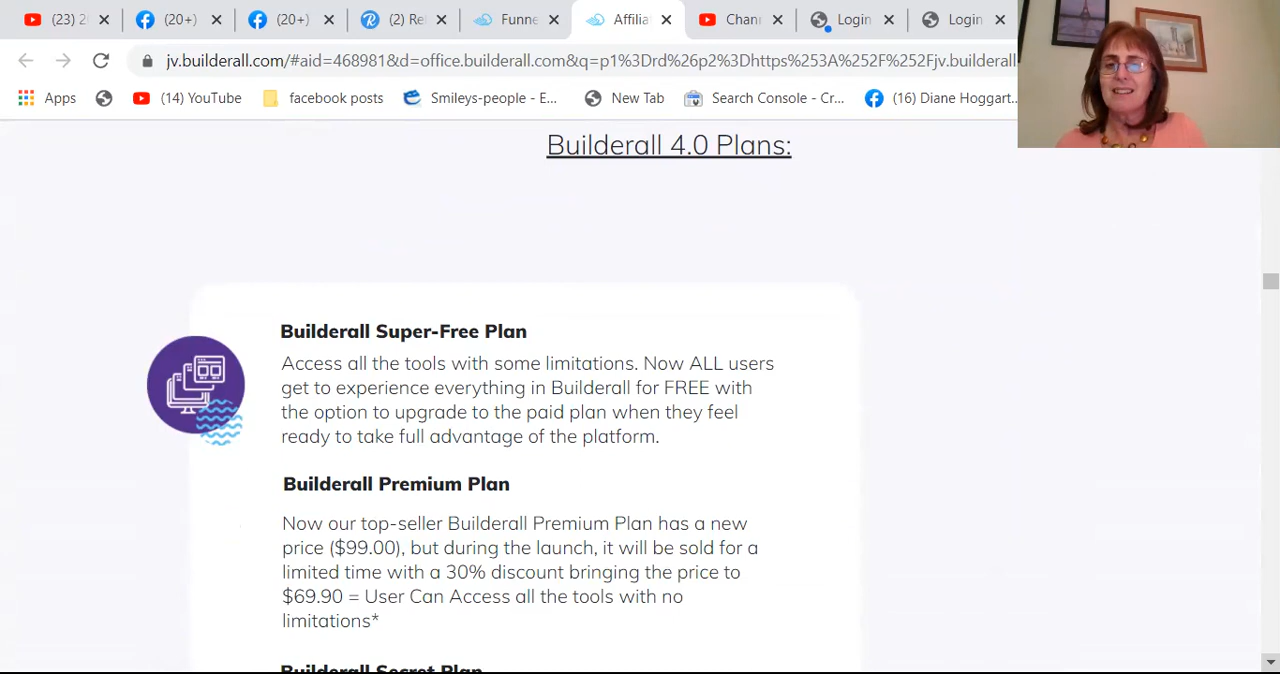 (23) 2
(20+)
(20+)
(2) Re
Funne
Affilia
Chan
Login
Login
jv.builderall.com/#aid=468981&d=office.builderall.com&q=p1%3Drd%26p2%3Dhttps%253A%252F%252Fjv.builderall
Apps
(14) YouTube
facebook posts
Smileys-people - E...
New Tab
Search Console - Cr...
(16) Diane Hoggart...
Builderall 4.0 Plans:
Builderall Super-Free Plan
Access all the tools with some limitations. Now ALL users
get to experience everything in Builderall for FREE with
the option to upgrade to the paid plan when they feel
ready to take full advantage of the platform.
Builderall Premium Plan
Now our top-seller Builderall Premium Plan has a new
price ($99.00), but during the launch, it will be sold for a
limited time with a 30% discount bringing the price to
$69.90 = User Can Access all the tools with no
limitations*
Builderall Secret Plan